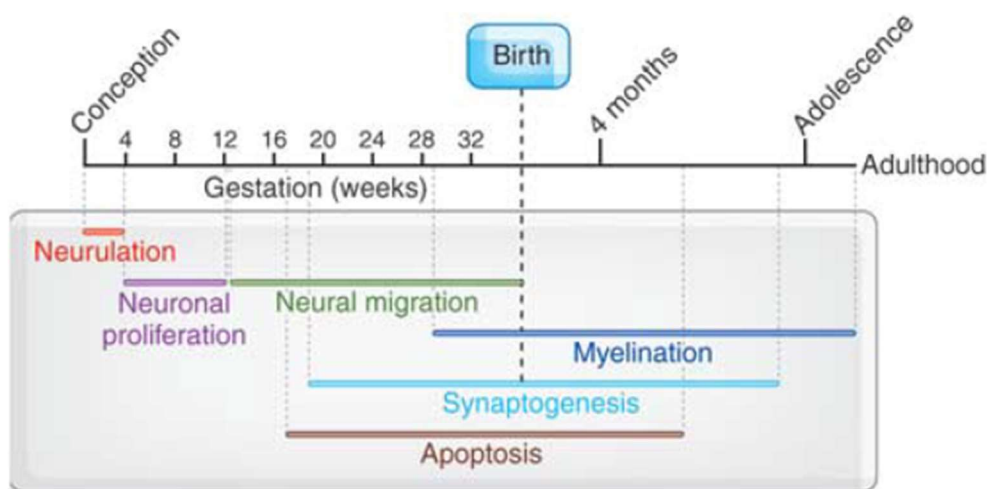 Conception
Birth
4 months
Adolescence
4 8 12 16 20 24 28 32
Adulthood
Gestation (weeks)
Neurulation
Neuronal
proliferation
Neural migration
Myelination
Synaptogenesis
Apoptosis